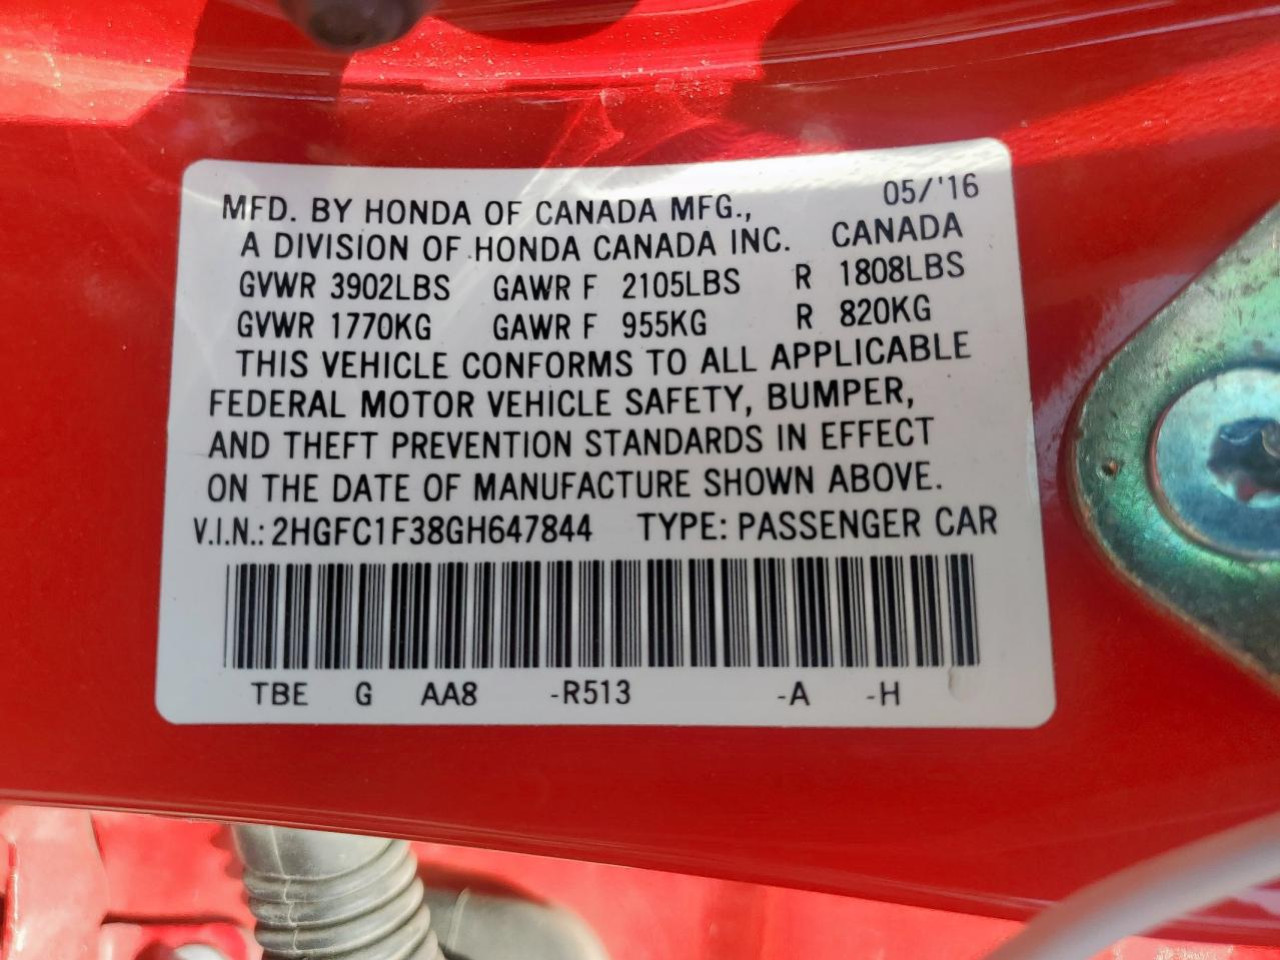 05/'16
MFD. BY HONDA OF CANADA MFG.,
A DIVISION OF HONDA CANADA INC. CANADA
GVWR 3902LBS GAWR F 2105LBS R 1808LBS
GVWR 1770KG GAWR F 955KG R 820KG
THIS VEHICLE CONFORMS TO ALL APPLICABLE
FEDERAL MOTOR VEHICLE SAFETY, BUMPER,
AND THEFT PREVENTION STANDARDS IN EFFECT
ON THE DATE OF MANUFACTURE SHOWN ABOVE.
V.I.N.: 2HGFC1F38GH647844 TYPE: PASSENGER CAR
TBE G AA8 -R513 -A -H